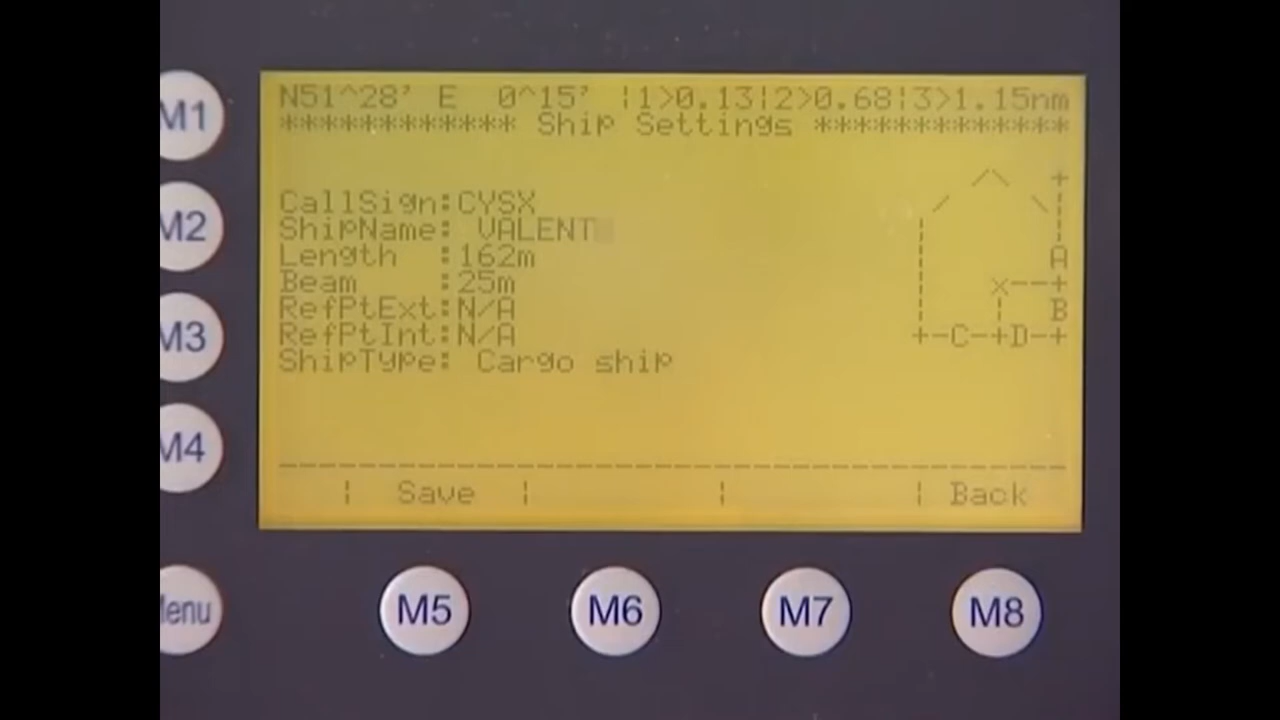 N51^28' E 0^15' |1>0.13|2>0.68|3>1.15nm
************ Ship Settings *************
CallSign:CYSX
ShipName: VALENT
Length :162m
Beam :25m
RefPtExt:N/A
RefPtInt:N/A
ShipType: Cargo ship
+
A
x--+
B
+-C-+D-+
| Save | | | Back
M1
M2
M3
M4
Menu
M5 M6 M7 M8